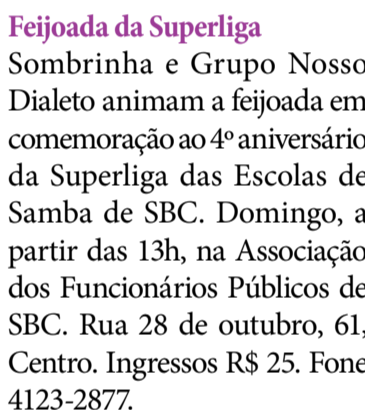 Feijoada da Superliga
Sombrinha e Grupo Nosso
Dialeto animam a feijoada em
comemoração ao 4º aniversário
da Superliga das Escolas de
Samba de SBC. Domingo, a
partir das 13h, na Associação
dos Funcionários Públicos de
SBC. Rua 28 de outubro, 61,
Centro. Ingressos R$ 25. Fone
4123-2877.